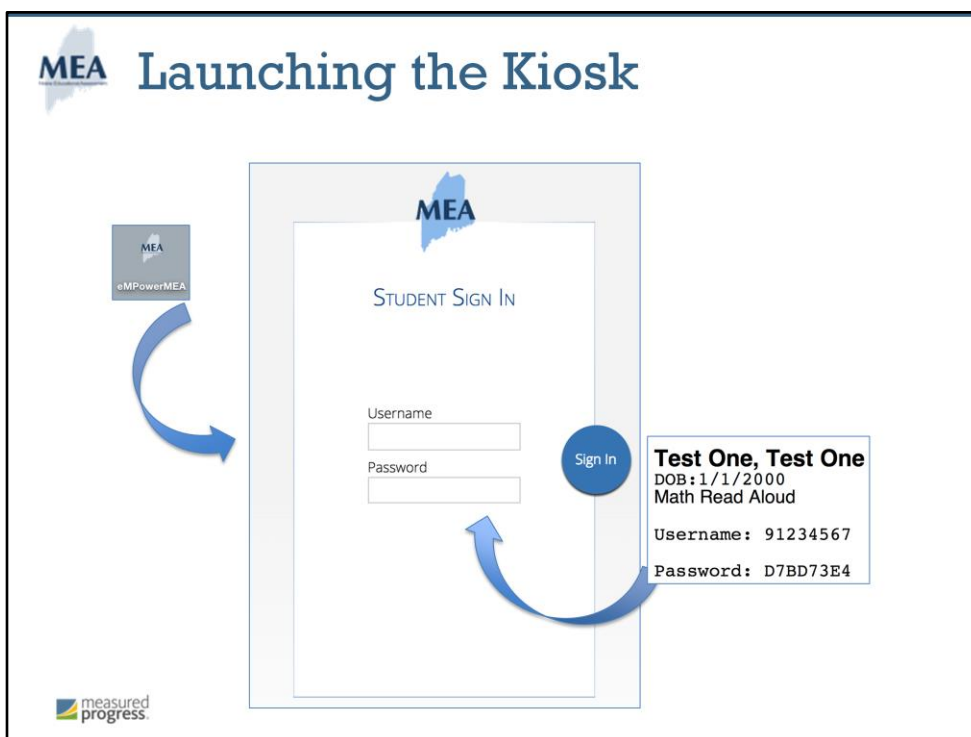 MEA
Launching the Kiosk
MEA
eMPowerMEA
MEA
STUDENT SIGN IN
Username
Password
Sign In
Test One, Test One
DOB:1/1/2000
Math Read Aloud
Username: 91234567
Password: D7BD73E4
measured
progress.